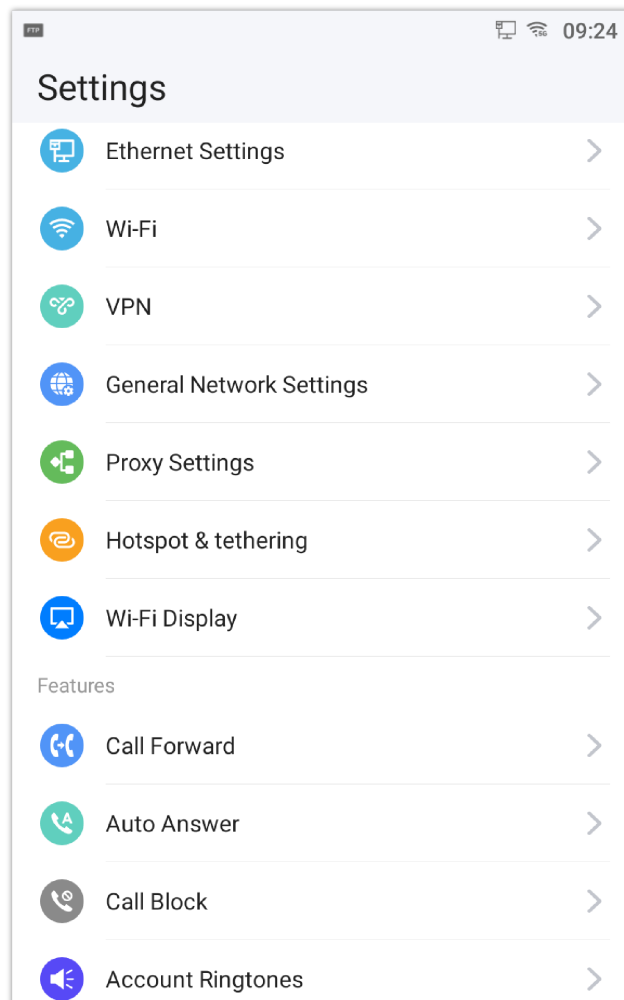 FTP
5G 09:24
Settings
Ethernet Settings
Wi-Fi
VPN
General Network Settings
Proxy Settings
Hotspot & tethering
Wi-Fi Display
Features
Call Forward
A
Auto Answer
Call Block
Account Ringtones